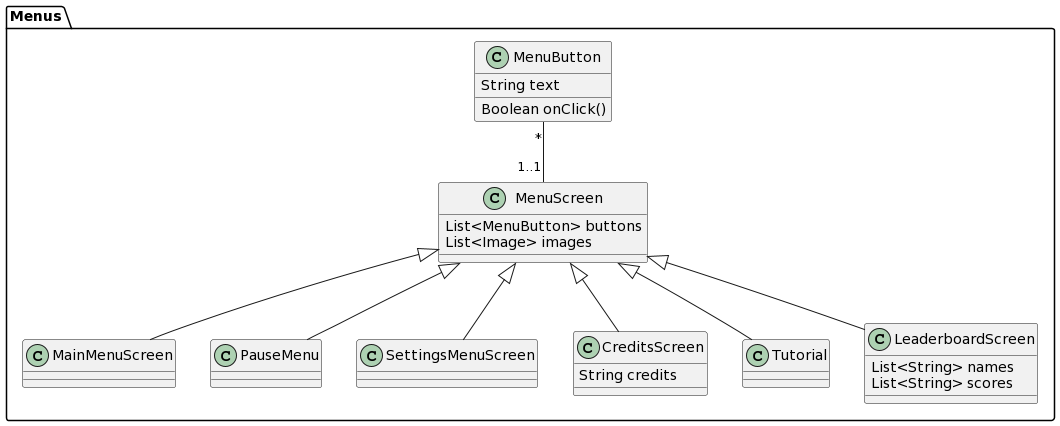 Menus
C MenuButton
String text
Boolean onClick()
*
1..1
C MenuScreen
List<MenuButton> buttons
List<Image> images
C MainMenuScreen
C PauseMenu
C SettingsMenuScreen
C CreditsScreen
String credits
C Tutorial
C LeaderboardScreen
List<String> names
List<String> scores